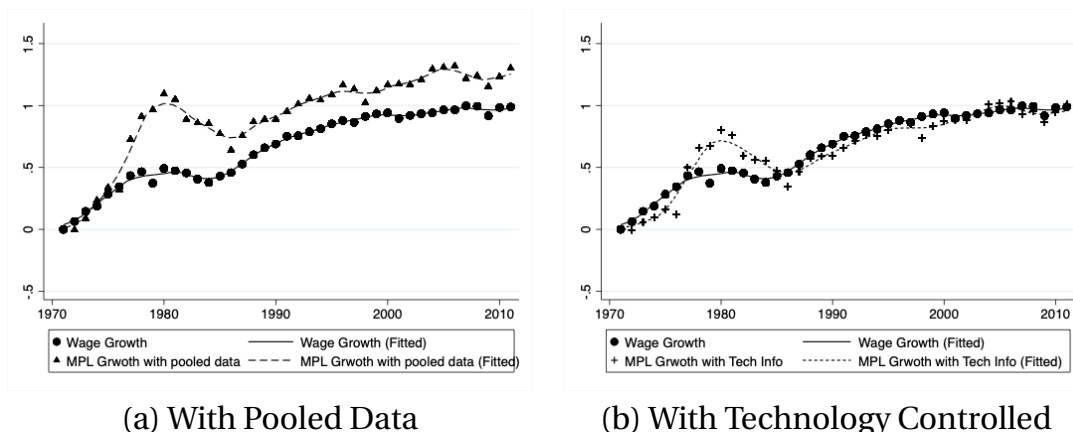 1.5
1
.5
0
-.5
1970 1980 1990 2000 2010
Wage Growth Wage Growth (Fitted)
MPL Grwoth with pooled data MPL Grwoth with pooled data (Fitted)
(a) With Pooled Data
1.5
1
.5
0
-.5
1970 1980 1990 2000 2010
Wage Growth Wage Growth (Fitted)
MPL Grwoth with Tech Info MPL Grwoth with Tech Info (Fitted)
(b) With Technology Controlled